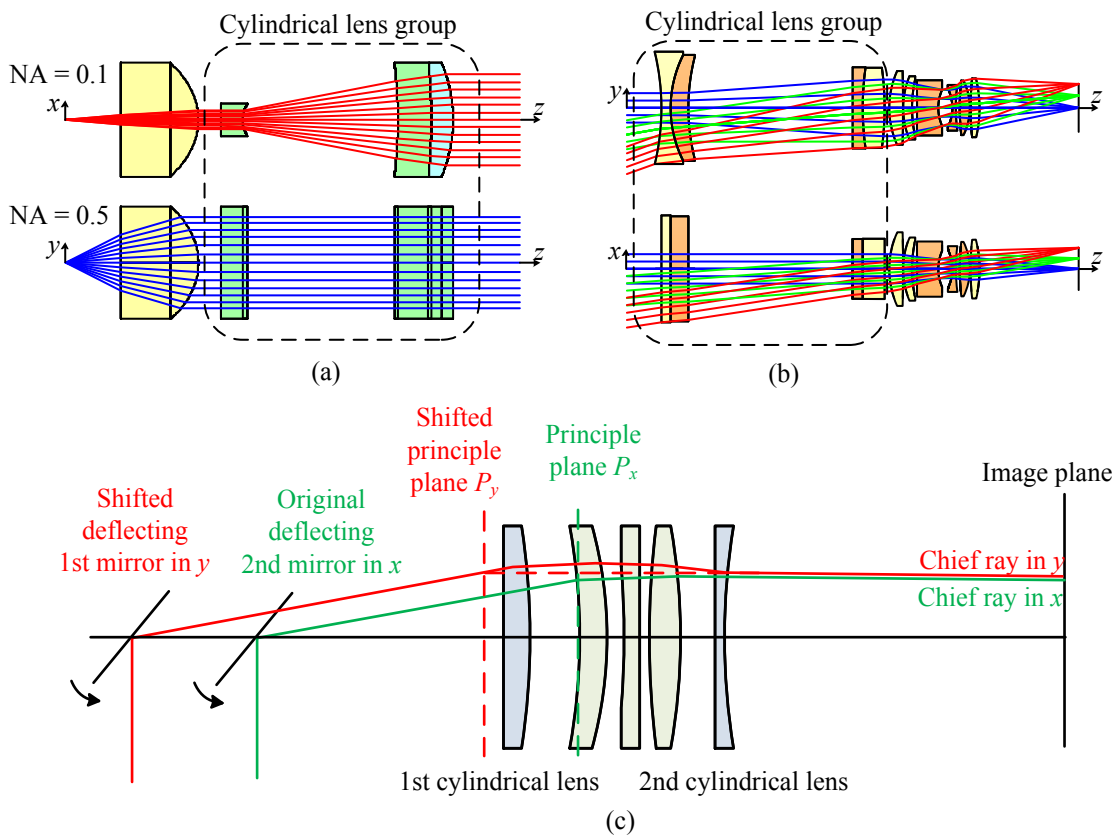 Cylindrical lens group
NA = 0.1
x
z
NA = 0.5
y
z
(a)
Cylindrical lens group
y
z
x
z
(b)
Shifted
principle
plane Py
Principle
plane Px
Image plane
Shifted
deflecting
1st mirror in y
Original
deflecting
2nd mirror in x
Chief ray in y
Chief ray in x
1st cylindrical lens
2nd cylindrical lens
(c)